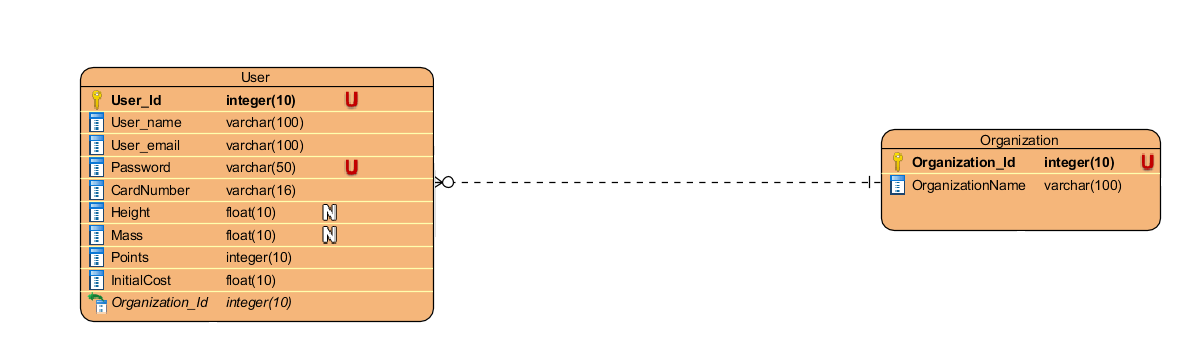 User
User_Id integer(10) U
User_name varchar(100)
User_email varchar(100)
Password varchar(50) U
CardNumber varchar(16)
Height float(10) N
Mass float(10) N
Points integer(10)
InitialCost float(10)
Organization_Id integer(10)
Organization
Organization_Id integer(10) U
OrganizationName varchar(100)